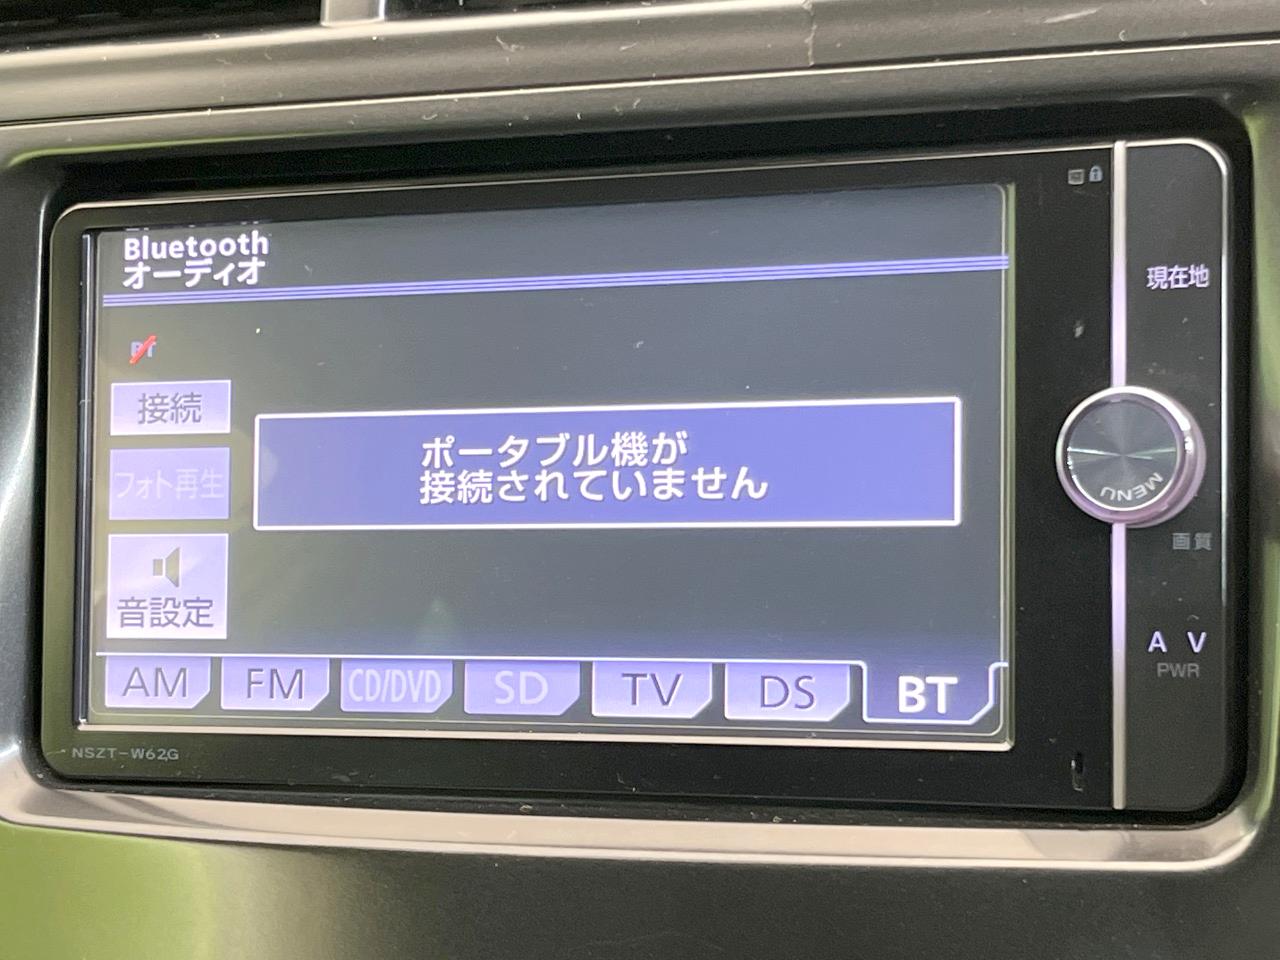 Bluetooth
オーディオ
BT
接続
フォト再生
音設定
ポータブル機が
接続されていません
AM
FM
CD/DVD
SD
TV
DS
BT
NSZT-W62G
現在地
MENU
画質
A V
PWR